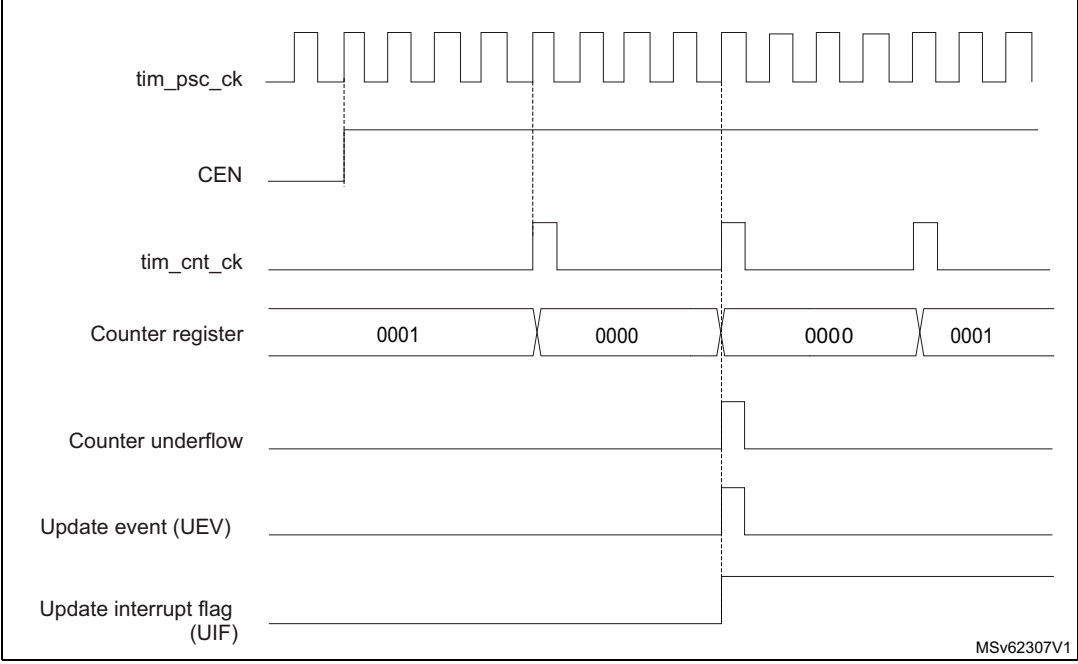 tim_psc_ck
CEN
tim_cnt_ck
Counter register
0001
0000
0000
0001
Counter underflow
Update event (UEV)
Update interrupt flag
(UIF)
MSv62307V1